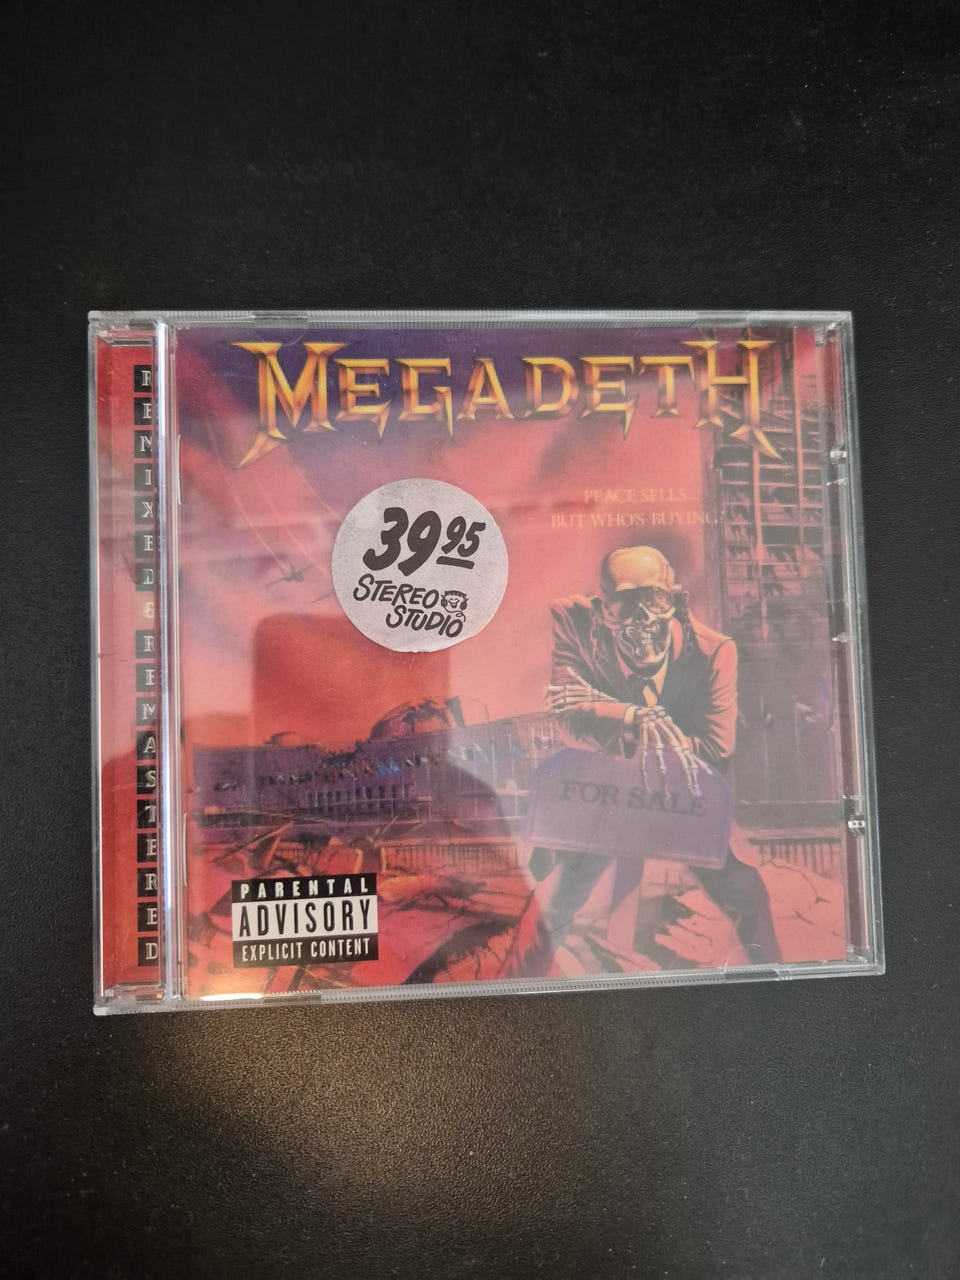 MEGADETH
PEACE SELLS...
BUT WHO'S BUYING?
39 95
STEREO
STUDIO
FOR SALE
PARENTAL
ADVISORY
EXPLICIT CONTENT
REMIXED & REMASTERED